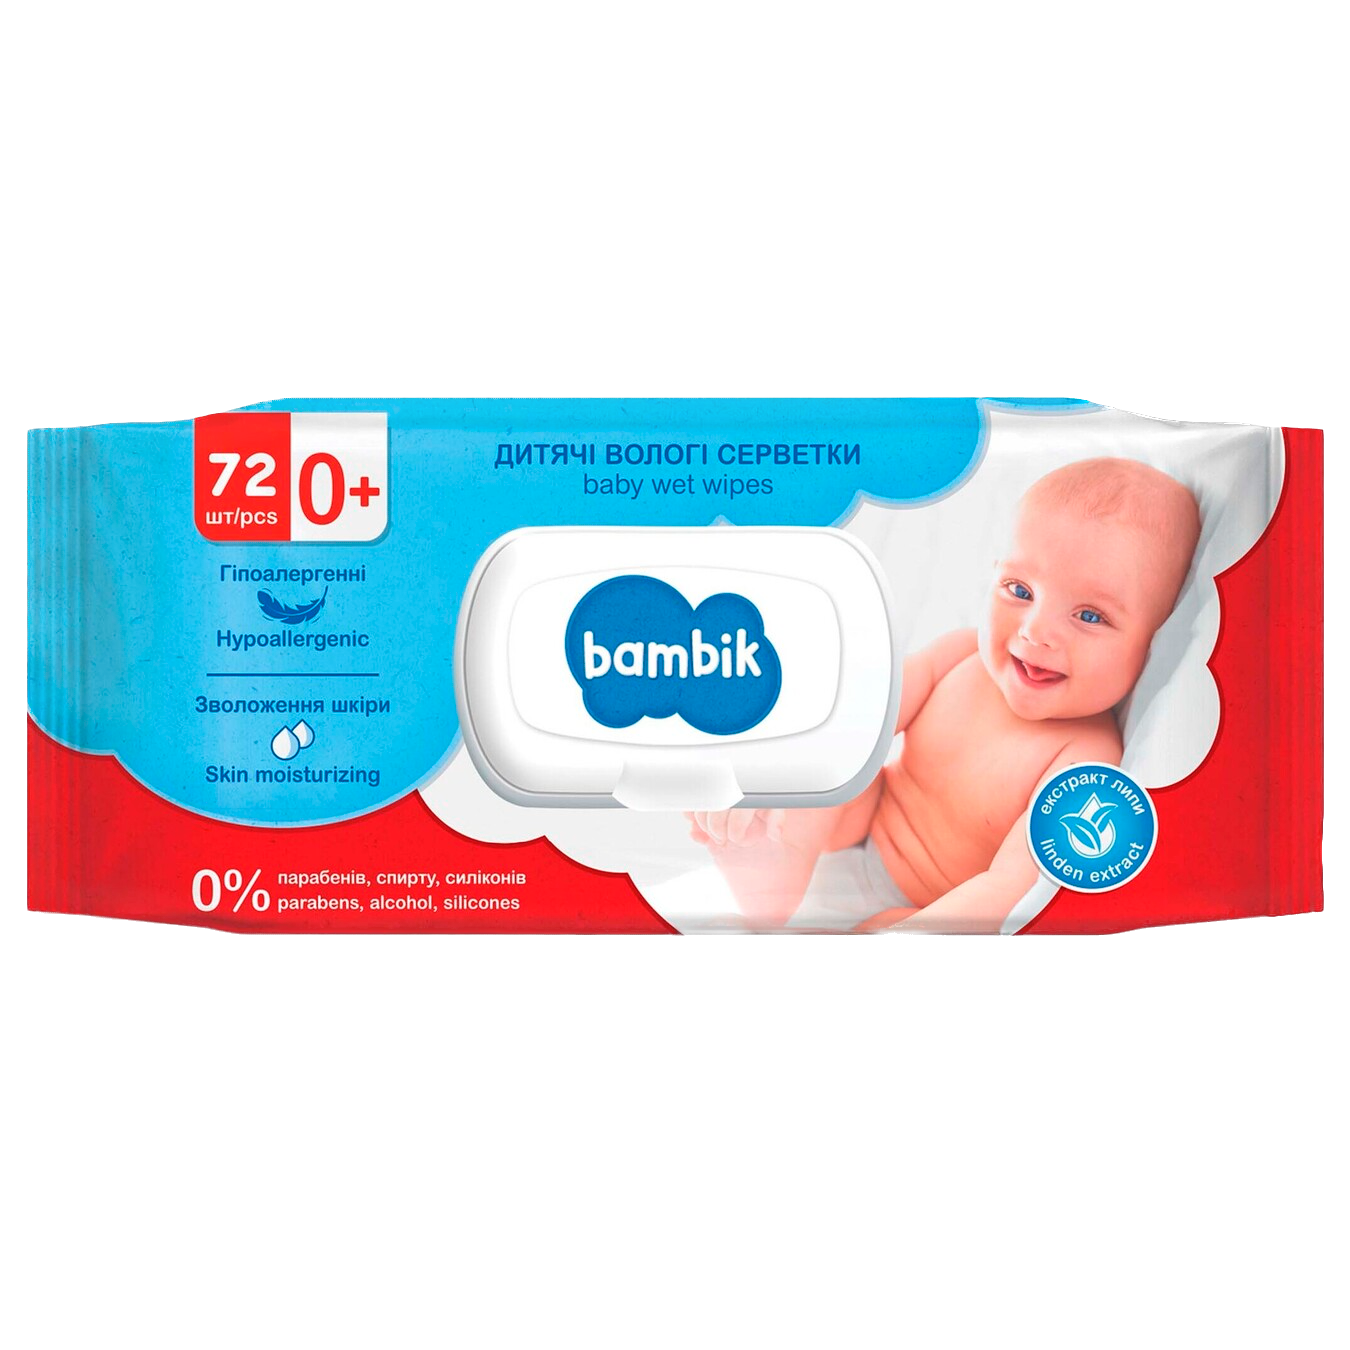 72
шт/pcs
0+
ДИТЯЧІ ВОЛОГІ СЕРВЕТКИ
baby wet wipes
Гіпоалергенні
Hypoallergenic
Зволоження шкіри
Skin moisturizing
bambik
екстракт липи
linden extract
0%
парабенів, спирту, силіконів
parabens, alcohol, silicones